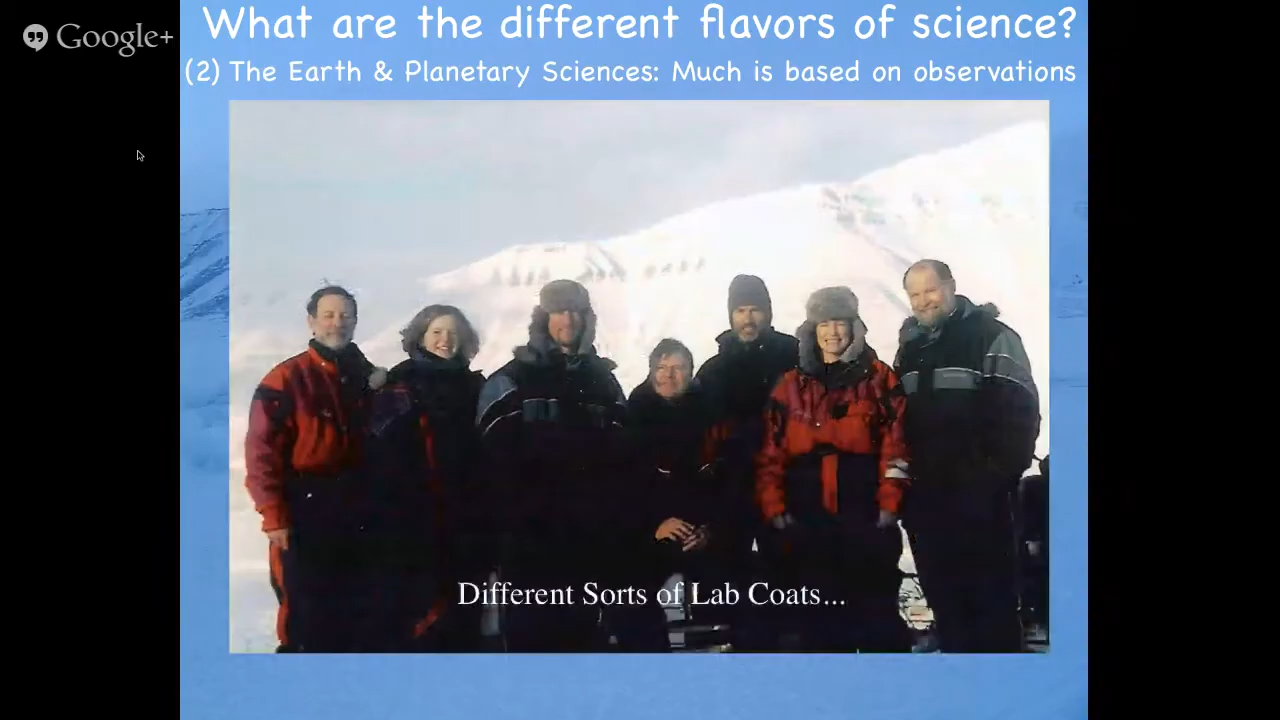 What are the different flavors of science?
Google+
(2) The Earth & Planetary Sciences: Much is based on observations
Different Sorts of Lab Coats...